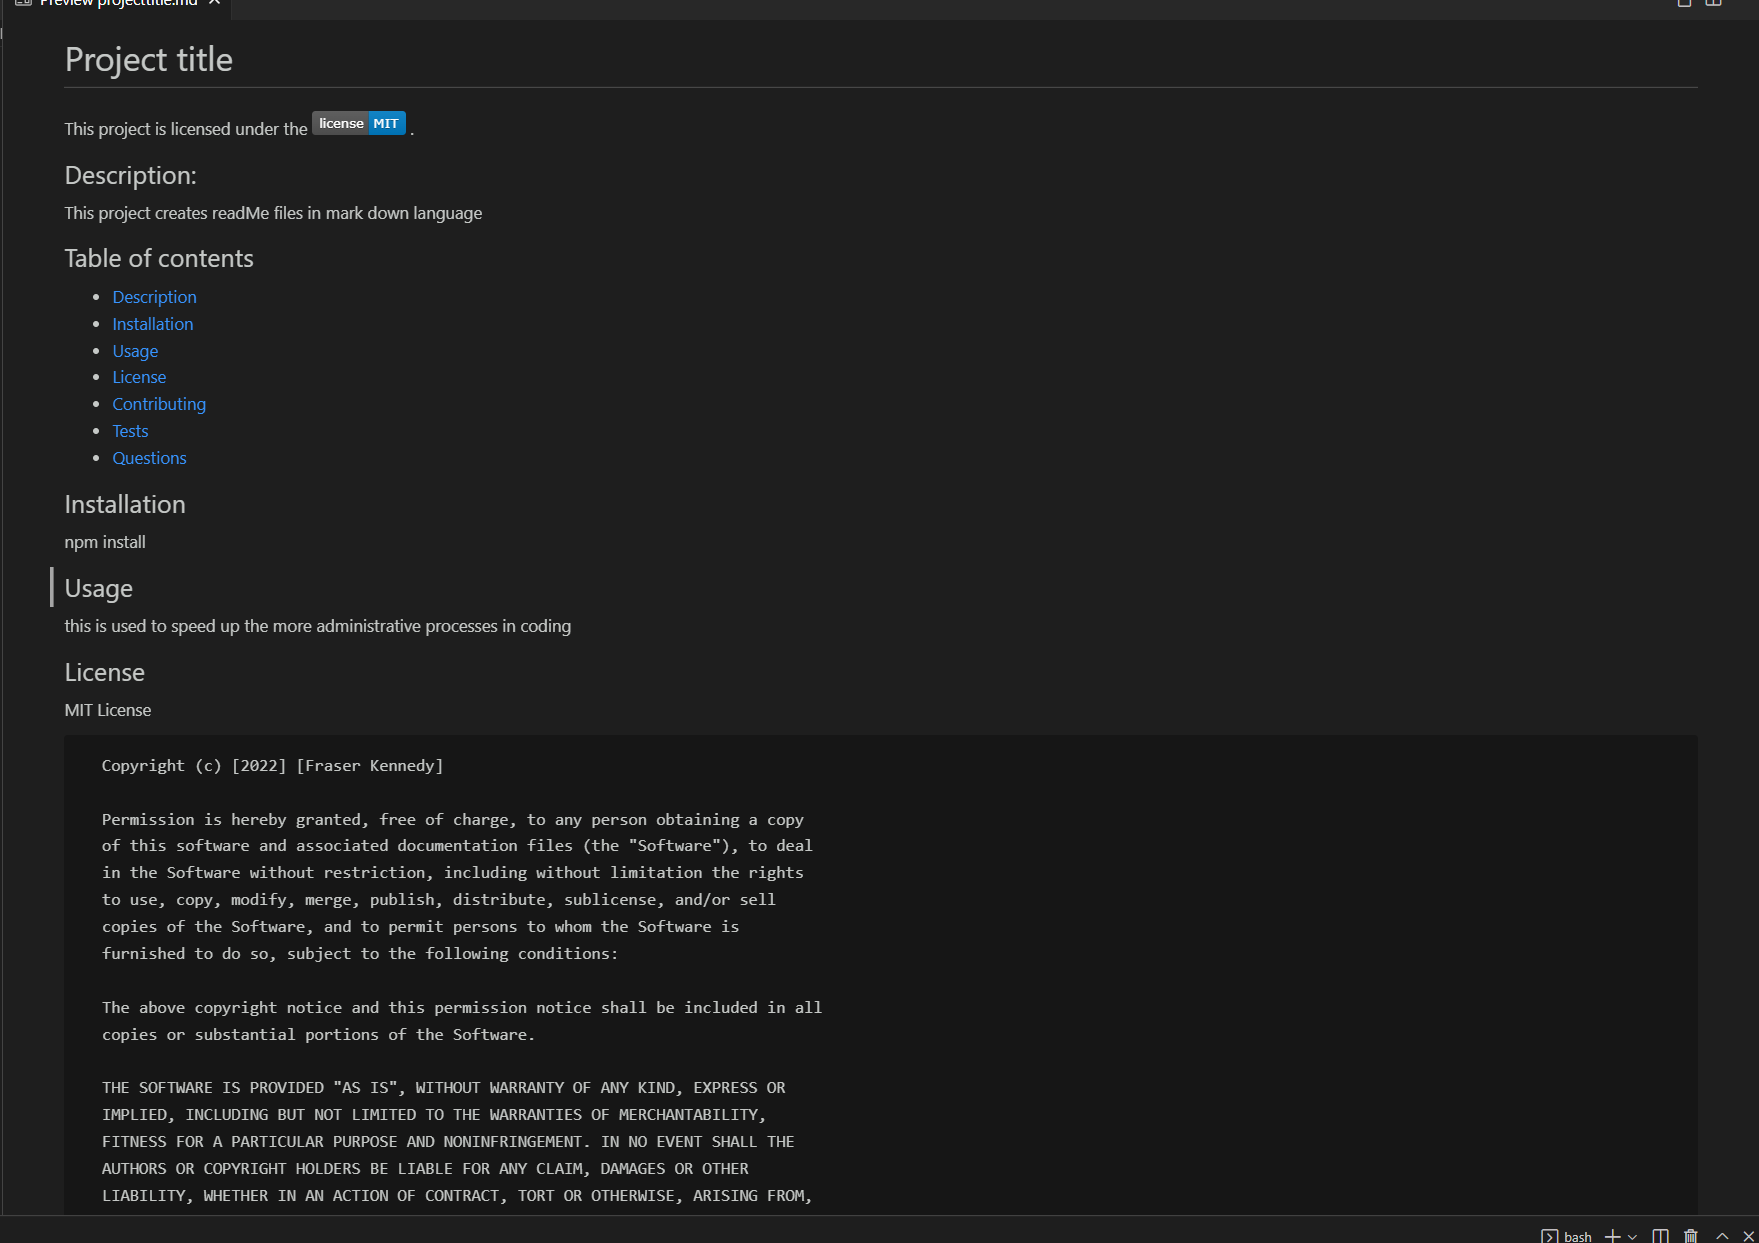 Preview projecttitle.md
Project title
This project is licensed under the license MIT .
Description:
This project creates readMe files in mark down language
Table of contents
Description
Installation
Usage
License
Contributing
Tests
Questions
Installation
npm install
Usage
this is used to speed up the more administrative processes in coding
License
MIT License
Copyright (c) [2022] [Fraser Kennedy]
Permission is hereby granted, free of charge, to any person obtaining a copy
of this software and associated documentation files (the "Software"), to deal
in the Software without restriction, including without limitation the rights
to use, copy, modify, merge, publish, distribute, sublicense, and/or sell
copies of the Software, and to permit persons to whom the Software is
furnished to do so, subject to the following conditions:
The above copyright notice and this permission notice shall be included in all
copies or substantial portions of the Software.
THE SOFTWARE IS PROVIDED "AS IS", WITHOUT WARRANTY OF ANY KIND, EXPRESS OR
IMPLIED, INCLUDING BUT NOT LIMITED TO THE WARRANTIES OF MERCHANTABILITY,
FITNESS FOR A PARTICULAR PURPOSE AND NONINFRINGEMENT. IN NO EVENT SHALL THE
AUTHORS OR COPYRIGHT HOLDERS BE LIABLE FOR ANY CLAIM, DAMAGES OR OTHER
LIABILITY, WHETHER IN AN ACTION OF CONTRACT, TORT OR OTHERWISE, ARISING FROM,
bash